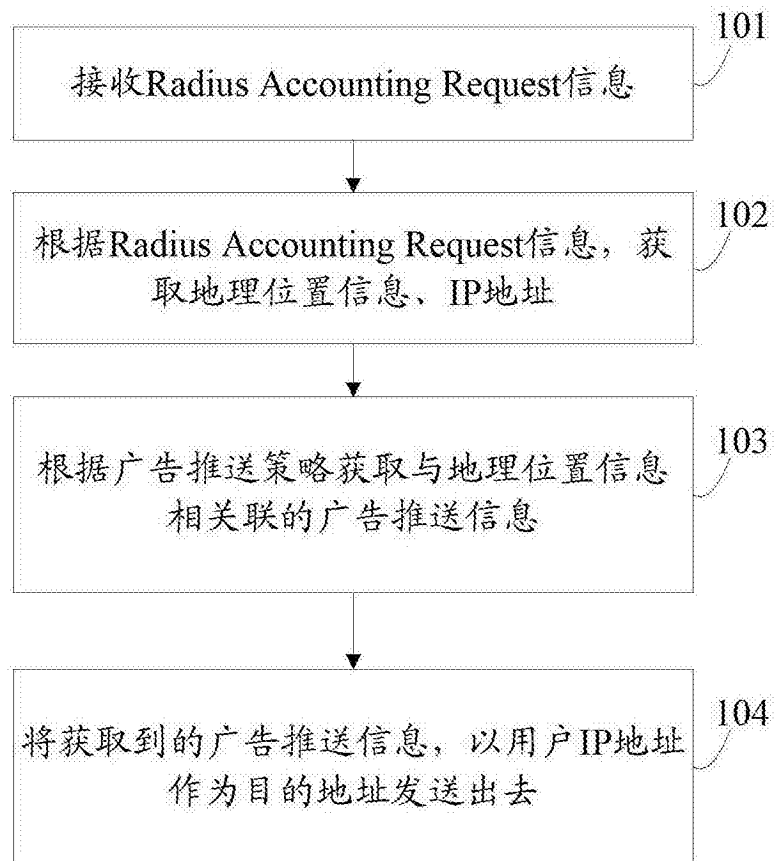 101
接收Radius Accounting Request信息
102
根据Radius Accounting Request信息，获
取地理位置信息、IP地址
103
根据广告推送策略获取与地理位置信息
相关联的广告推送信息
104
将获取到的广告推送信息，以用户IP地址
作为目的地址发送出去